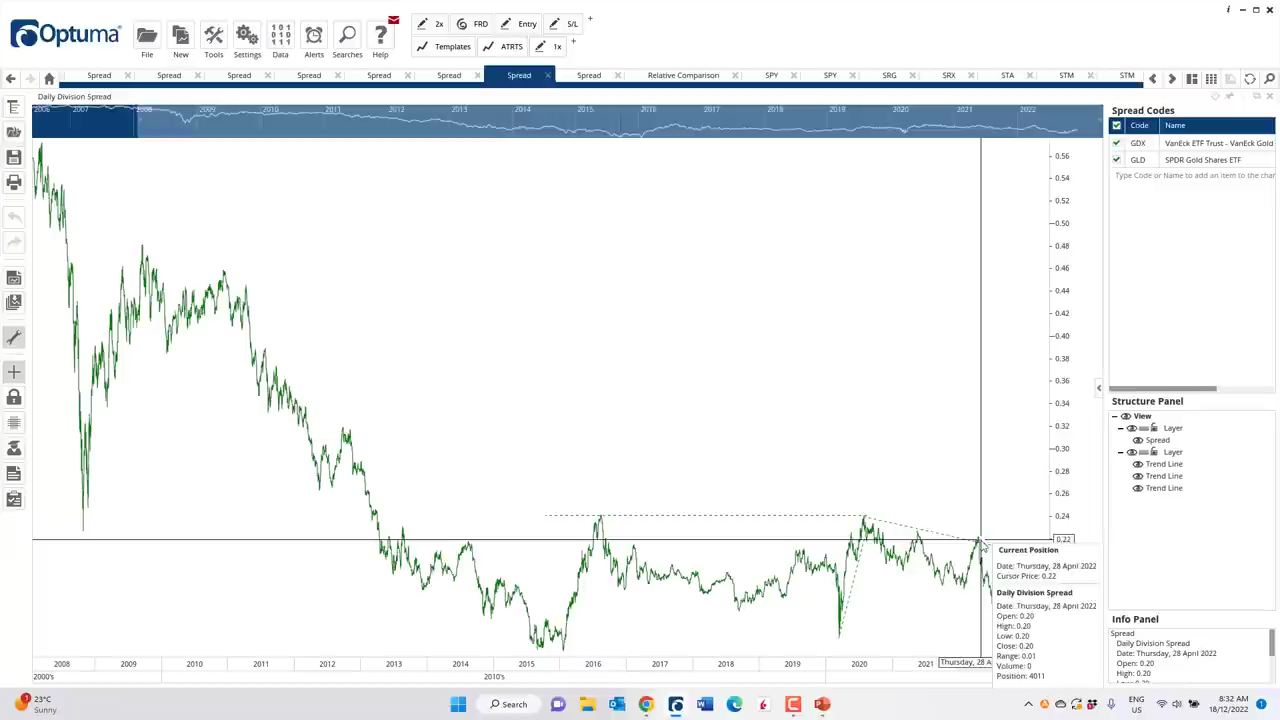 Optuma
File
New
Tools
Settings
Data
Alerts
Searches
Help
2x
FRD
Entry
S/L
Templates
ATRTS
1x
Spread
Spread
Spread
Spread
Spread
Spread
Spread
Spread
Relative Comparison
SPY
SPY
SRG
SRX
STA
STM
STM
Daily Division Spread
2006
2007
2008
2009
2010
2011
2012
2013
2014
2015
2016
2017
2018
2019
2020
2021
2022
0.56
0.54
0.52
0.50
0.48
0.46
0.44
0.42
0.40
0.38
0.36
0.34
0.32
0.30
0.28
0.26
0.24
0.22
Current Position
Date: Thursday, 28 April 2022
Cursor Price: 0.22
Daily Division Spread
Date: Thursday, 28 April 2022
Open: 0.20
High: 0.20
Low: 0.20
Close: 0.20
Range: 0.01
Volume: 0
Position: 4011
2008
2009
2010
2011
2012
2013
2014
2015
2016
2017
2018
2019
2020
2021
Thursday, 28 A
2000's
2010's
Spread Codes
Code Name
GDX VanEck ETF Trust - VanEck Gold
GLD SPDR Gold Shares ETF
Type Code or Name to add an item to the char
Structure Panel
View
Layer
Spread
Layer
Trend Line
Trend Line
Trend Line
Info Panel
Spread
Daily Division Spread
Date: Thursday, 28 April 2022
Open: 0.20
High: 0.20
23°C
Sunny
Search
ENG
US
8:32 AM
18/12/2022